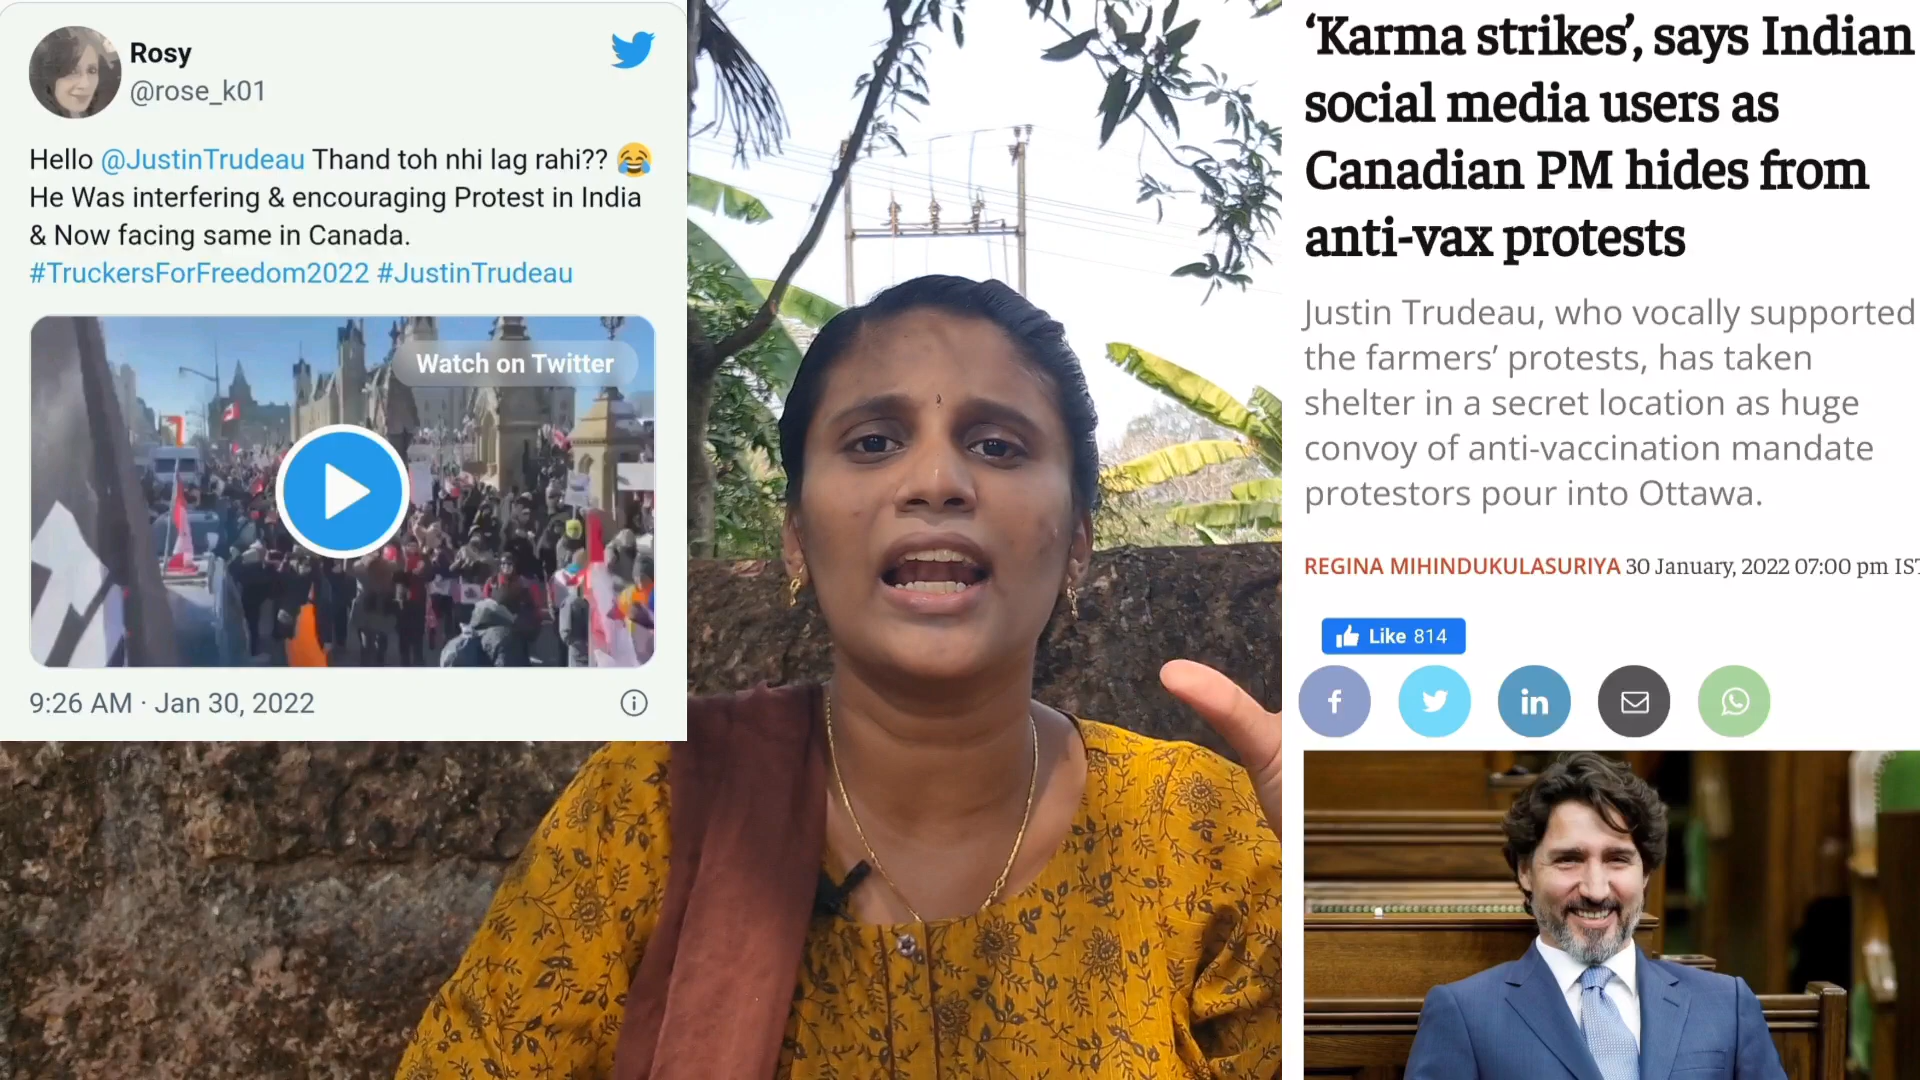 Rosy
@rose_k01
Hello @JustinTrudeau Thand toh nhi lag rahi?? 😂
He Was interfering & encouraging Protest in India
& Now facing same in Canada.
#TruckersForFreedom2022 #JustinTrudeau
Watch on Twitter
9:26 AM · Jan 30, 2022
‘Karma strikes’, says Indian
social media users as
Canadian PM hides from
anti-vax protests
Justin Trudeau, who vocally supported
the farmers’ protests, has taken
shelter in a secret location as huge
convoy of anti-vaccination mandate
protestors pour into Ottawa.
REGINA MIHINDUKULASURIYA 30 January, 2022 07:00 pm IST
Like 814